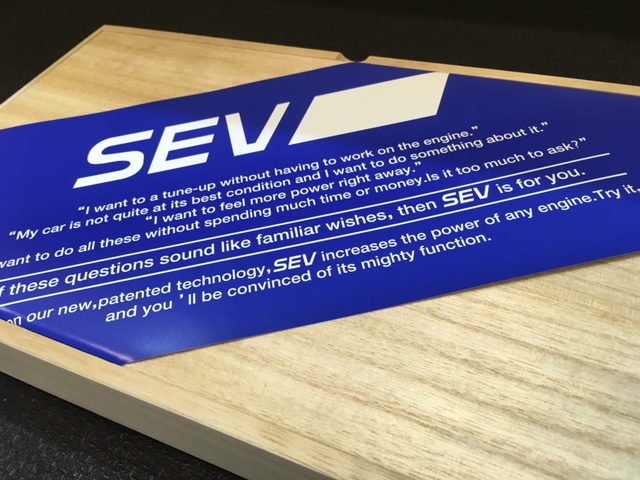 SEV
“I want to a tune-up without having to work on the engine.”
“My car is not quite at its best condition and I want to do something about it.”
“I want to feel more power right away.”
want to do all these without spending much time or money.Is it too much to ask?”
f these questions sound like familiar wishes, then SEV is for you.
on our new,patented technology,SEV increases the power of any engine.Try it.
and you ’ll be convinced of its mighty function.